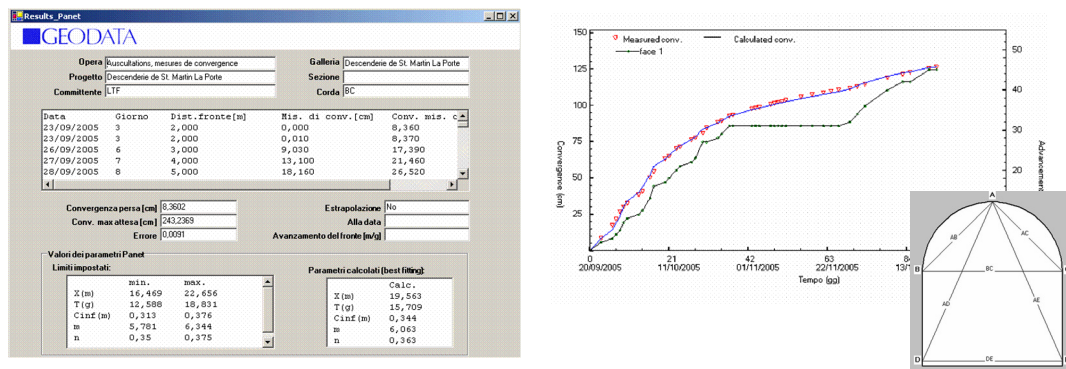 Results_Panet
GEODATA
Opera Auscultations, mesures de convergence
Galleria Descenderie de St. Martin La Porte
Progetto Descenderie de St. Martin La Porte
Sezione
Committente LTF
Corda BC
Data Giorno Dist.fronte[m] Mis. di conv.[cm] Conv. mis. c
23/09/2005 3 2,000 0,000 8,360
23/09/2005 3 2,000 0,010 8,370
26/09/2005 6 3,000 9,030 17,390
27/09/2005 7 4,000 13,100 21,460
28/09/2005 8 5,000 18,160 26,520
Convergenza persa [cm] 8,3602
Estrapolazione No
Conv. max attesa [cm] 243,2369
Alla data
Errore 0,0091
Avanzamento del fronte [m/g]
Valori dei parametri Panet
Limiti impostati:
min. max.
X(m) 16,469 22,656
T(g) 12,588 18,831
Cinf(m) 0,313 0,376
m 5,781 6,344
n 0,35 0,375
Parametri calcolati (best fitting):
Calc.
X(m) 19,563
T(g) 15,709
Cinf(m) 0,344
m 6,063
n 0,363
Measured conv. Calculated conv.
face 1
150
125
100
75
50
25
0
Convergence (cm)
50
40
30
20
Advancement
0 21 42 63
20/09/2005 11/10/2005 01/11/2005 22/11/2005
Tempo (gg)
A
AB AC
B BC
AD AE
D DE